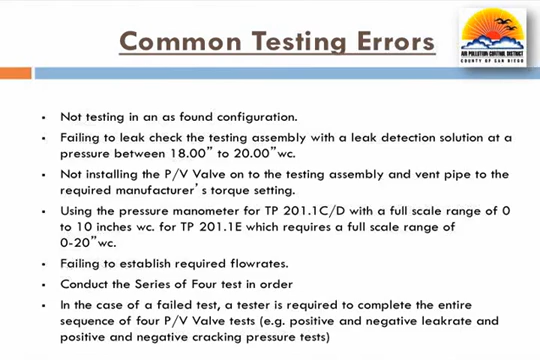 Common Testing Errors
AIR POLLUTION CONTROL DISTRICT
COUNTY OF SAN DIEGO
• Not testing in an as found configuration.
• Failing to leak check the testing assembly with a leak detection solution at a
pressure between 18.00” to 20.00”wc.
• Not installing the P/V Valve on to the testing assembly and vent pipe to the
required manufacturer’s torque setting.
• Using the pressure manometer for TP 201.1C/D with a full scale range of 0
to 10 inches wc. for TP 201.1E which requires a full scale range of
0-20”wc.
• Failing to establish required flowrates.
• Conduct the Series of Four test in order
• In the case of a failed test, a tester is required to complete the entire
sequence of four P/V Valve tests (e.g. positive and negative leakrate and
positive and negative cracking pressure tests)